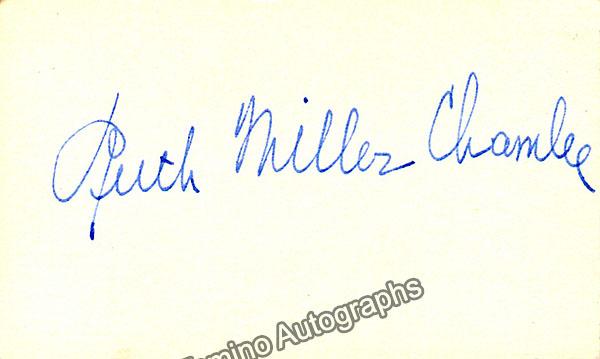 Ruth Miller Chamlee
Tamino Autographs